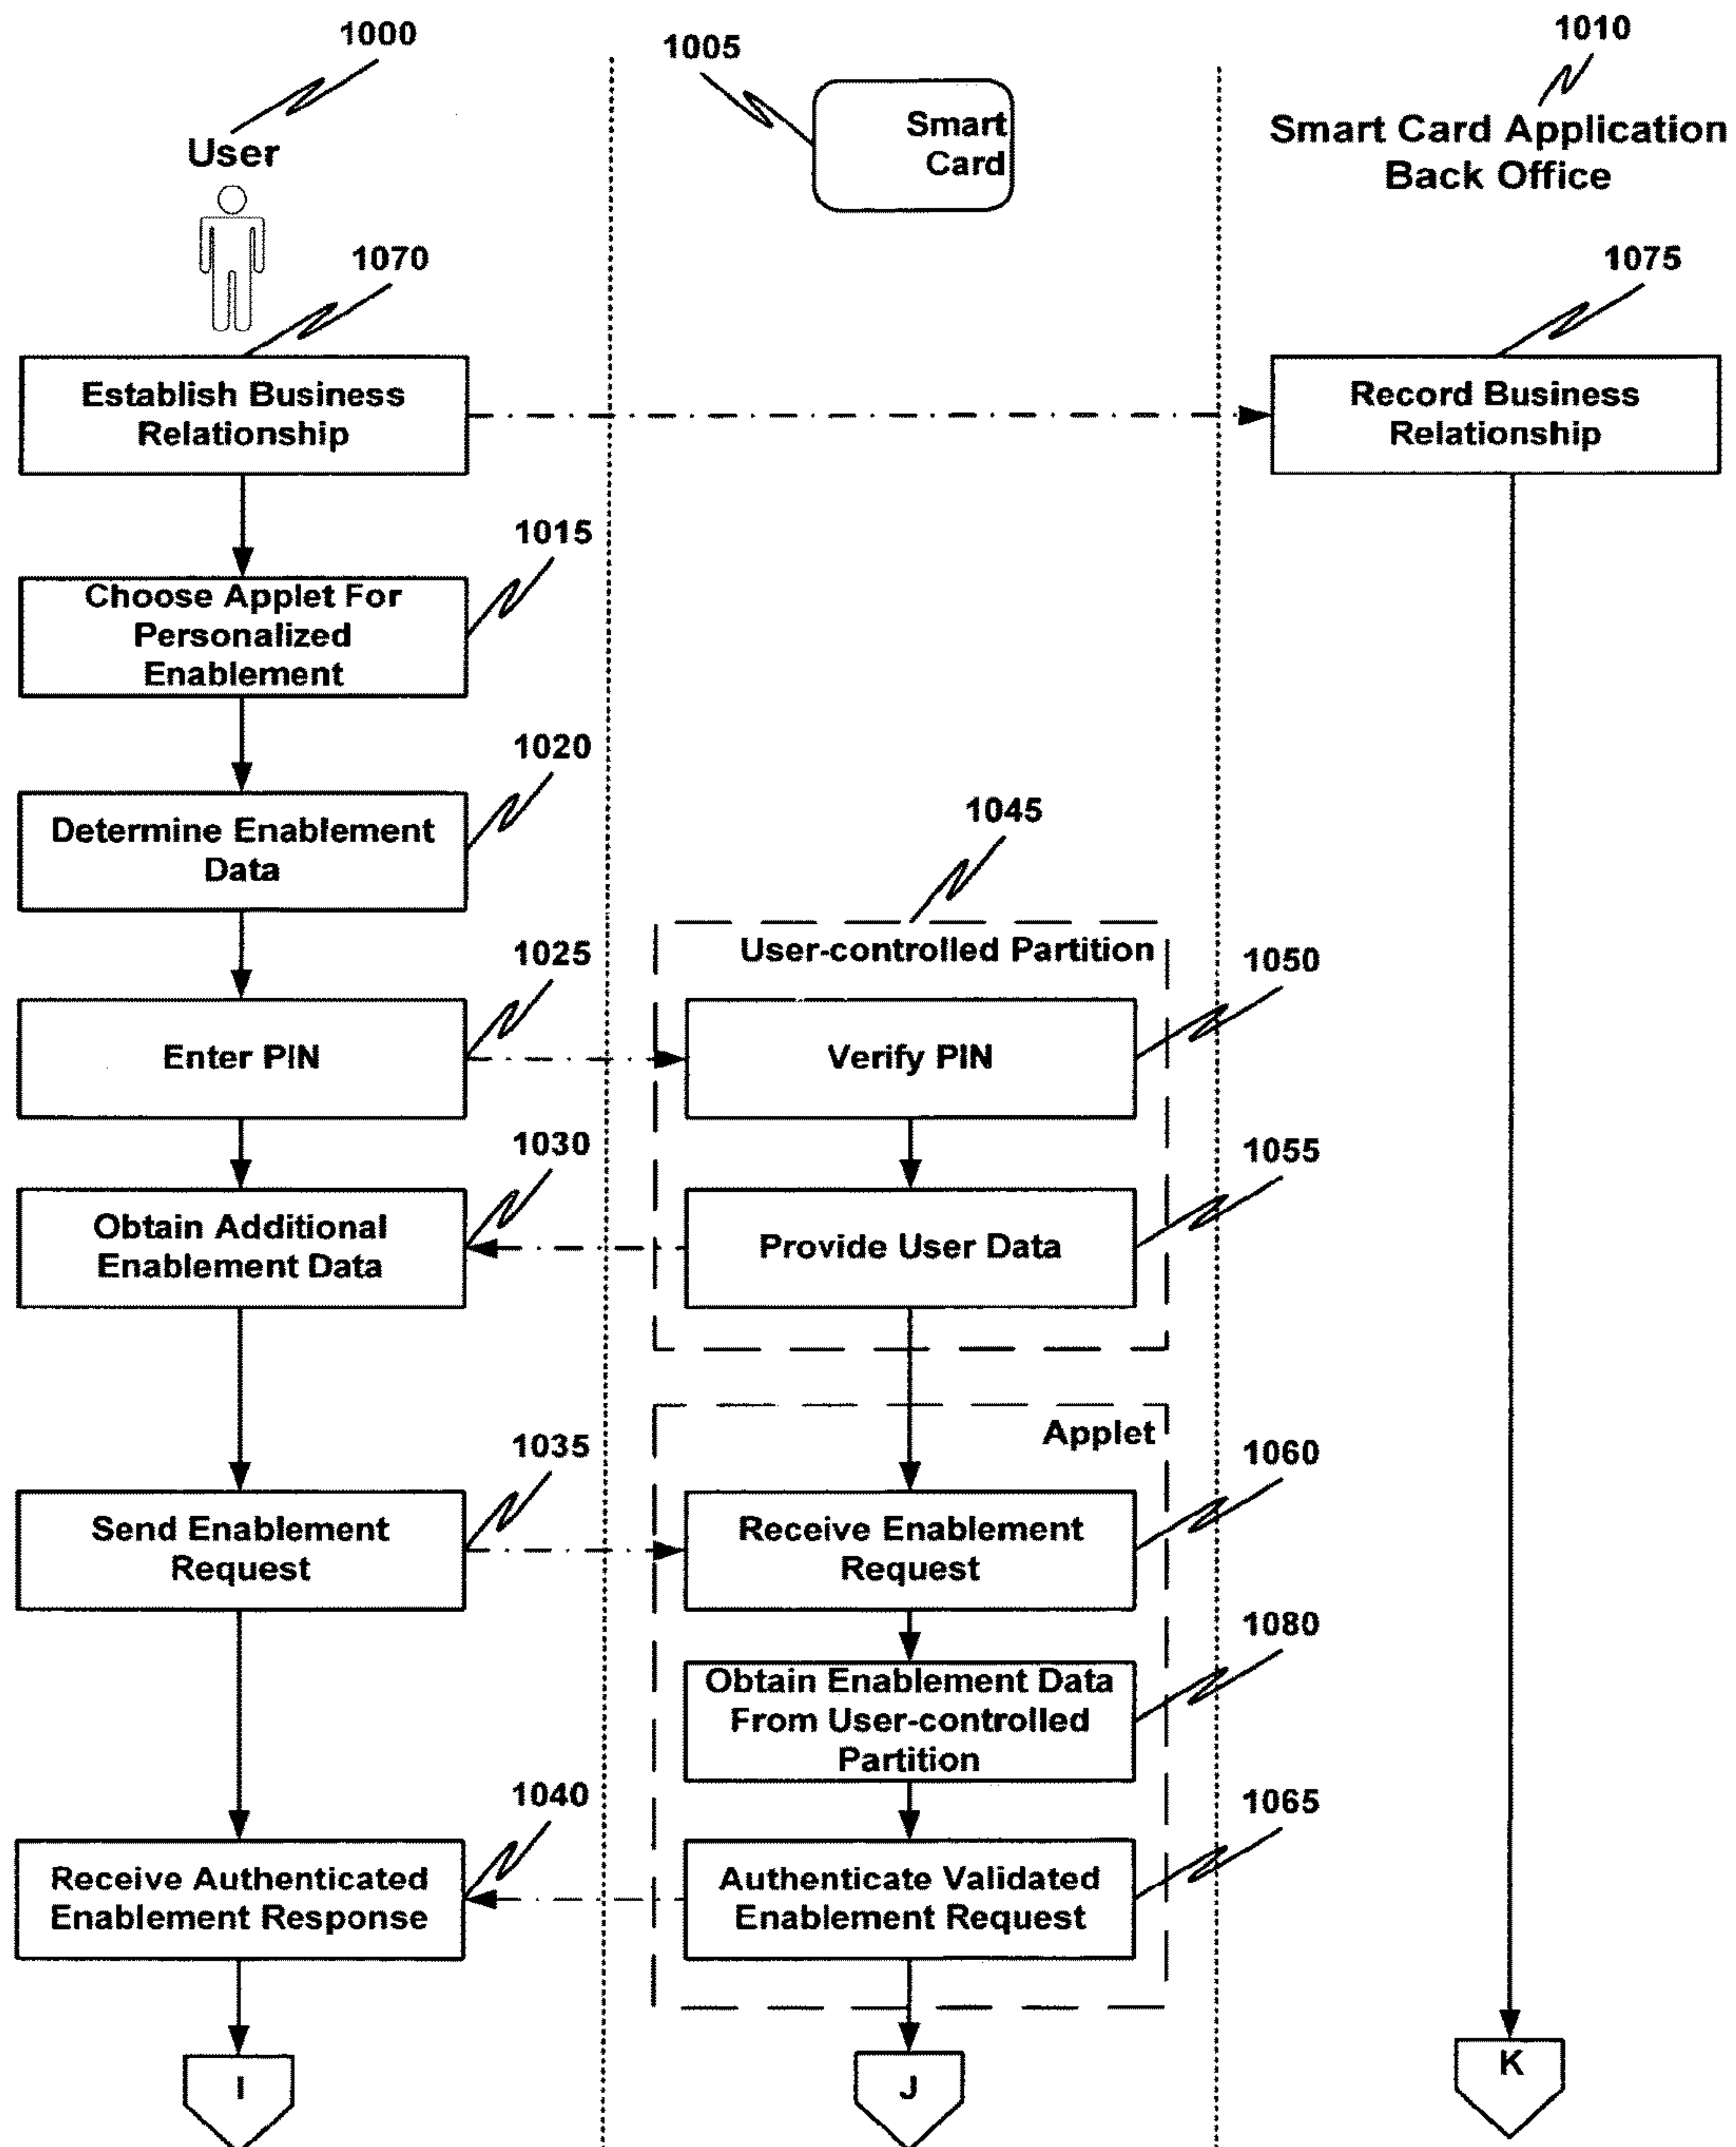 1000
1005
1010
User
Smart
Card
Smart Card Application
Back Office
1070
1075
Establish Business
Relationship
Record Business
Relationship
1015
Choose Applet For
Personalized
Enablement
1020
Determine Enablement
Data
1045
User-controlled Partition
1025
1050
Enter PIN
Verify PIN
1030
1055
Obtain Additional
Enablement Data
Provide User Data
Applet
1035
1060
Send Enablement
Request
Receive Enablement
Request
1080
Obtain Enablement Data
From User-controlled
Partition
1040
1065
Receive Authenticated
Enablement Response
Authenticate Validated
Enablement Request
I
J
K